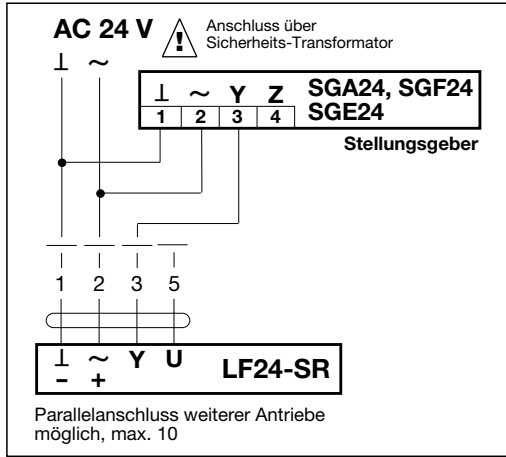 AC 24 V
Anschluss über
Sicherheits-Transformator
⊥ ~
⊥ ~ Y Z
1 2 3 4
SGA24, SGF24
SGE24
Stellungsgeber
1 2 3 5
⊥ ~ Y U
– +
LF24-SR
Parallelanschluss weiterer Antriebe
möglich, max. 10